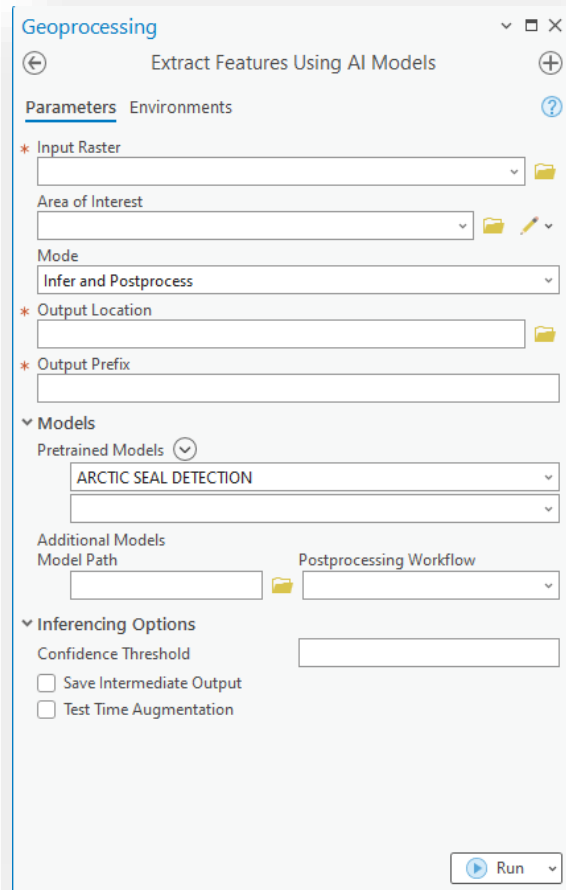 Geoprocessing
Extract Features Using AI Models
Parameters Environments
* Input Raster
Area of Interest
Mode
Infer and Postprocess
* Output Location
* Output Prefix
Models
Pretrained Models
ARCTIC SEAL DETECTION
Additional Models
Model Path Postprocessing Workflow
Inferencing Options
Confidence Threshold
Save Intermediate Output
Test Time Augmentation
Run